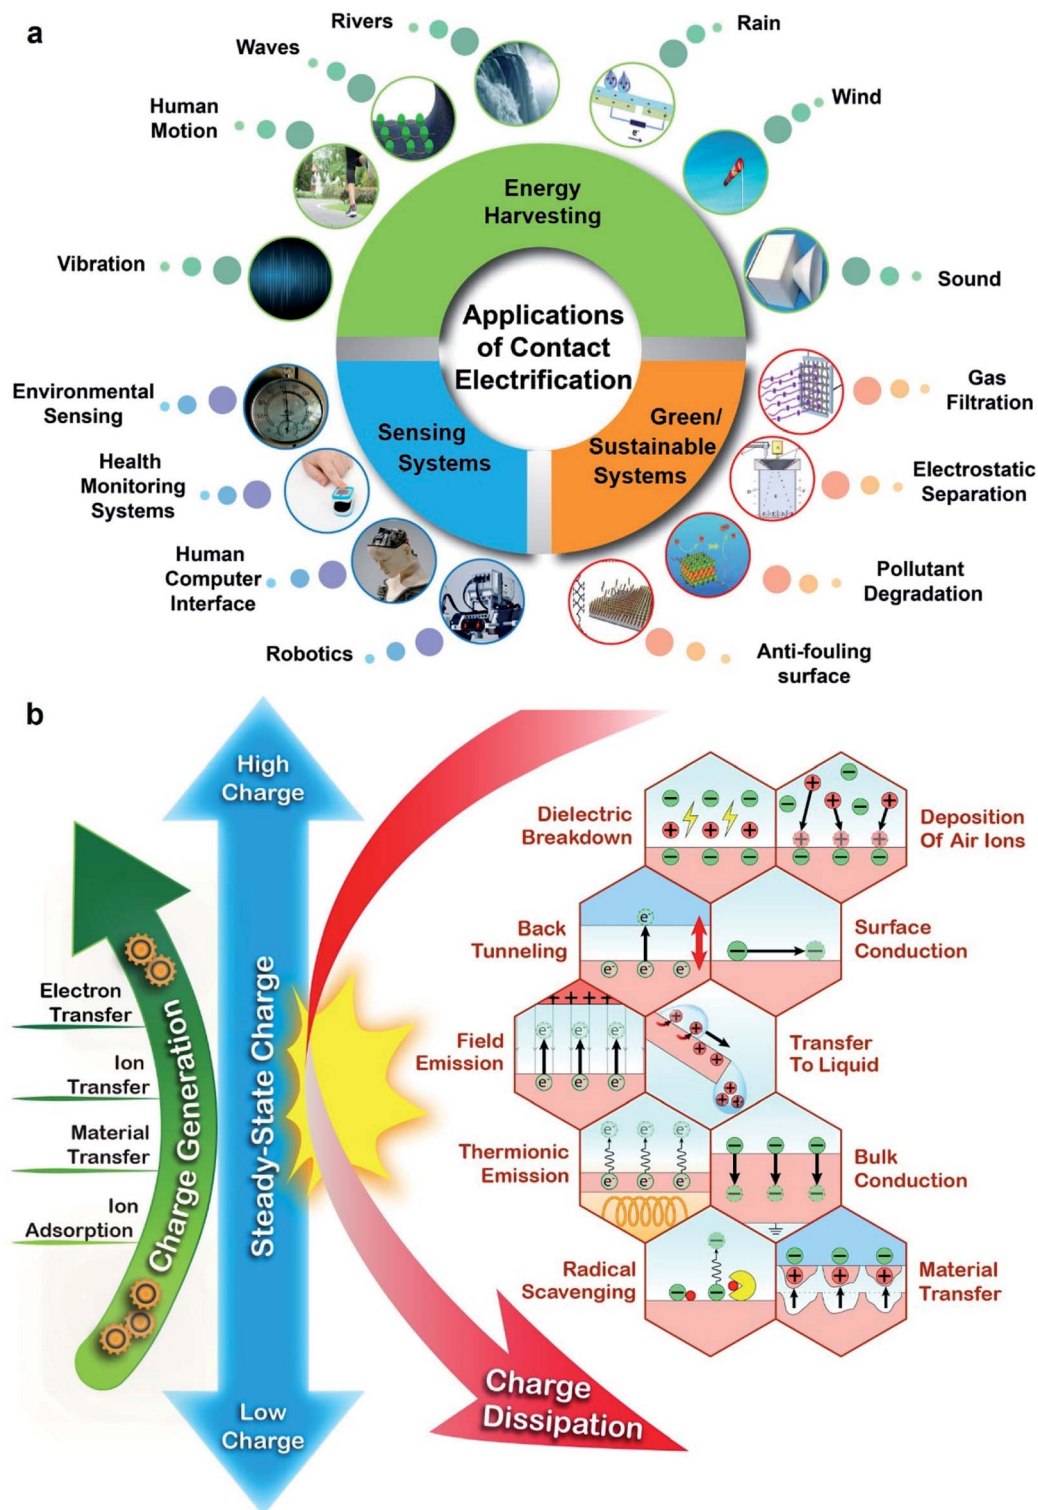 a
Rivers
Rain
Waves
Wind
Human
Motion
Energy
Harvesting
Vibration
Sound
Applications
of Contact
Electrification
Environmental
Sensing
Gas
Filtration
Sensing
Systems
Green/
Sustainable
Systems
Health
Monitoring
Systems
Electrostatic
Separation
Human
Computer
Interface
Pollutant
Degradation
Robotics
Anti-fouling
surface
e⁻
b
High
Charge
Steady-State Charge
Low
Charge
Charge Generation
Electron
Transfer
Ion
Transfer
Material
Transfer
Ion
Adsorption
Charge
Dissipation
Dielectric
Breakdown
Deposition
Of Air Ions
Back
Tunneling
e⁻
e⁻ e⁻ e⁻
Surface
Conduction
Field
Emission
+ + + + +
e⁻ e⁻ e⁻
e⁻ e⁻ e⁻
Transfer
To Liquid
Thermionic
Emission
e⁻ e⁻ e⁻
e⁻ e⁻ e⁻
Bulk
Conduction
Radical
Scavenging
Material
Transfer